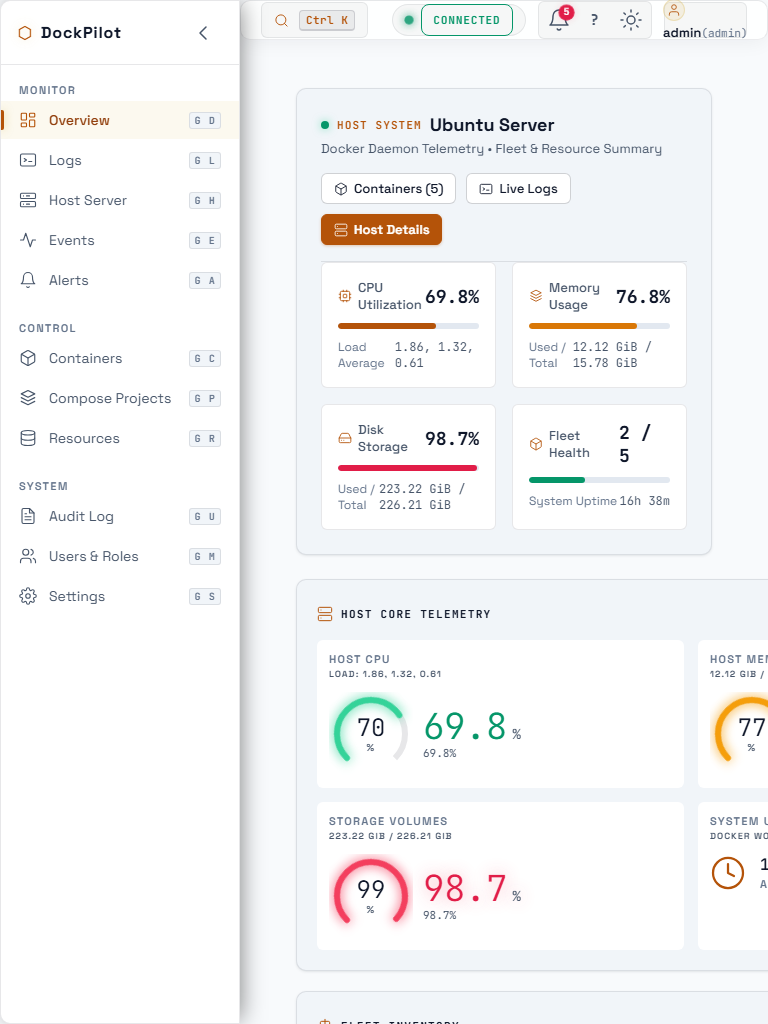 DockPilot
MONITOR
Overview G D
Logs G L
Host Server G H
Events G E
Alerts G A
CONTROL
Containers G C
Compose Projects G P
Resources G R
SYSTEM
Audit Log G U
Users & Roles G M
Settings G S
Ctrl K
CONNECTED
5
?
admin(admin)
HOST SYSTEM Ubuntu Server
Docker Daemon Telemetry • Fleet & Resource Summary
Containers (5)
Live Logs
Host Details
CPU Utilization 69.8%
Load Average 1.86, 1.32, 0.61
Memory Usage 76.8%
Used / Total 12.12 GiB / 15.78 GiB
Disk Storage 98.7%
Used / Total 223.22 GiB / 226.21 GiB
Fleet Health 2 / 5
System Uptime 16h 38m
HOST CORE TELEMETRY
HOST CPU
LOAD: 1.86, 1.32, 0.61
70
%
69.8 %
69.8%
HOST MEM
12.12 GIB /
77
%
STORAGE VOLUMES
223.22 GIB / 226.21 GIB
99
%
98.7 %
98.7%
SYSTEM U
DOCKER WO
1
A
FLEET INVENTORY